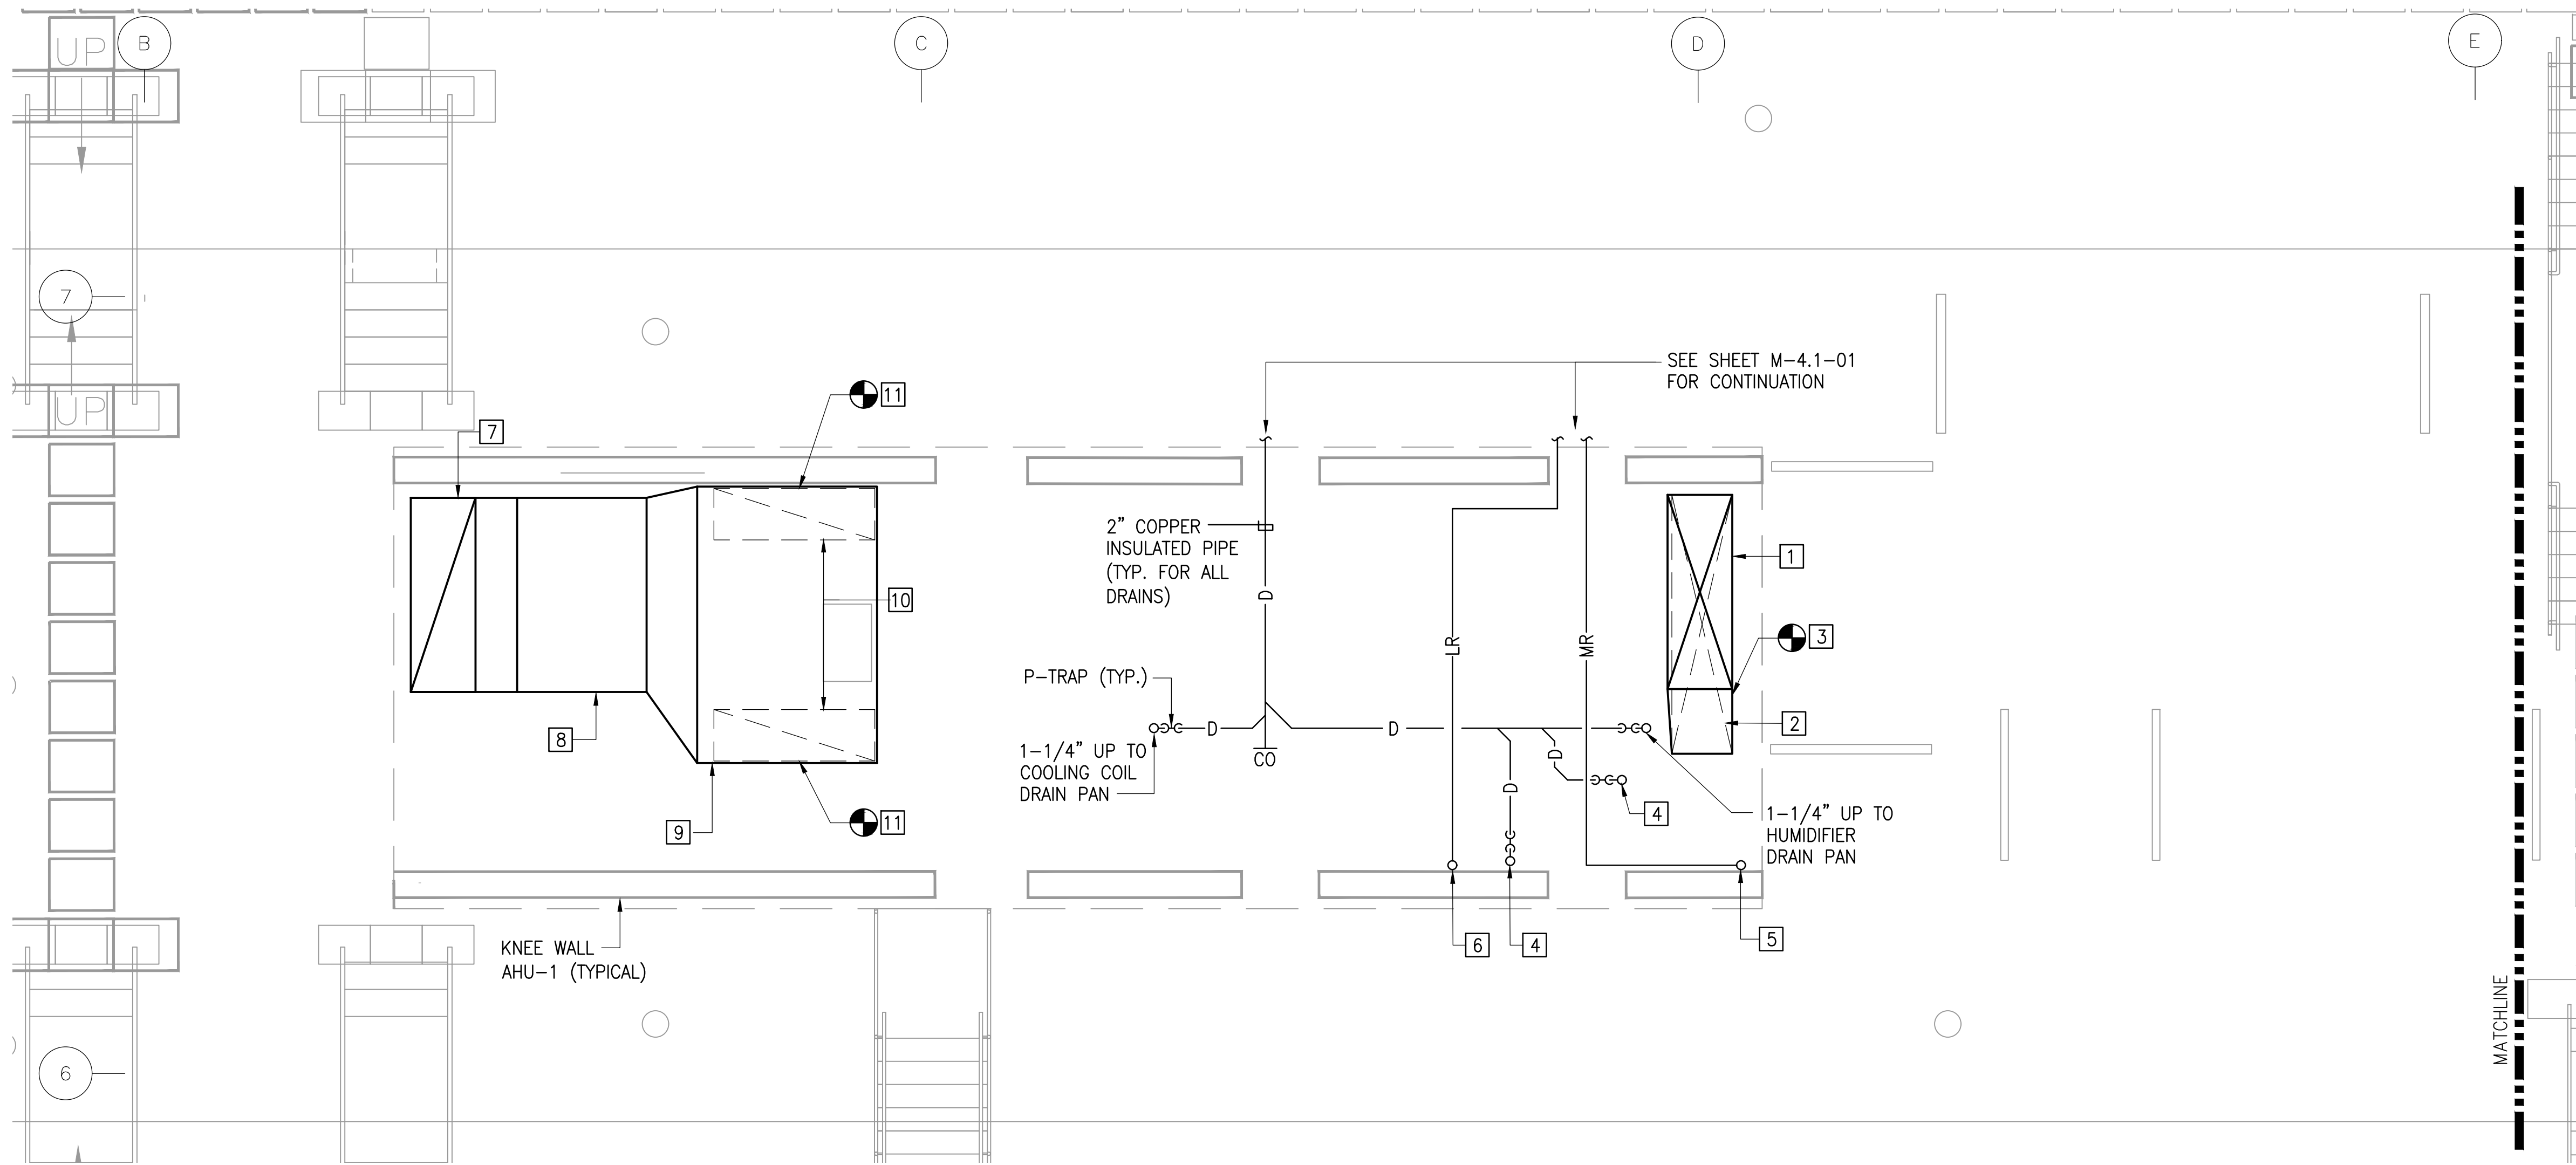 UP
B
C
D
E
7
UP
SEE SHEET M-4.1-01
FOR CONTINUATION
11
7
2" COPPER
INSULATED PIPE
(TYP. FOR ALL
DRAINS)
1
10
D
3
LR
MR
P-TRAP (TYP.)
2
D
D
8
1-1/4" UP TO
COOLING COIL
DRAIN PAN
CO
D
D
4
1-1/4" UP TO
HUMIDIFIER
DRAIN PAN
11
9
KNEE WALL
AHU-1 (TYPICAL)
6
4
5
MATCHLINE
6